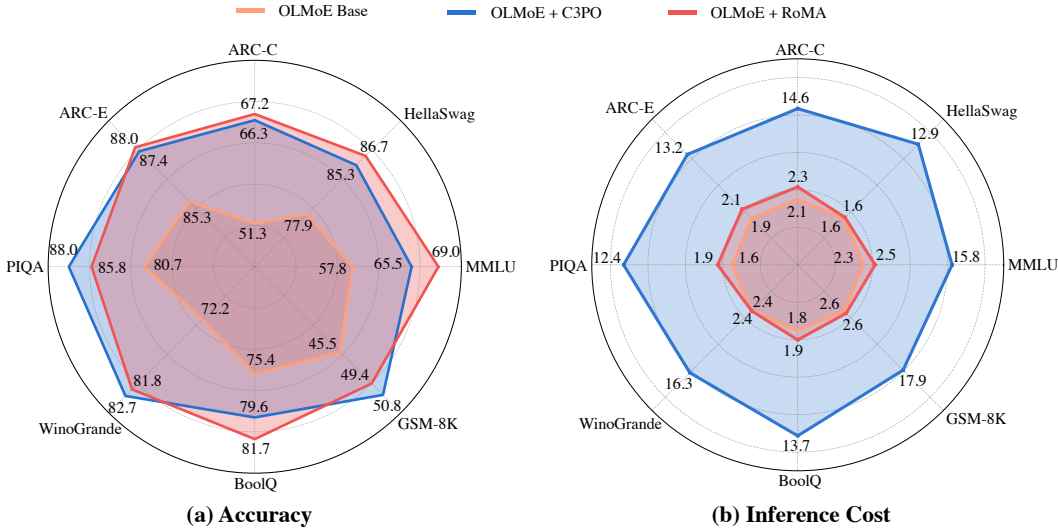 OLMoE Base
OLMoE + C3PO
OLMoE + RoMA
ARC-C
67.2
66.3
51.3
HellaSwag
86.7
85.3
77.9
MMLU
69.0
65.5
57.8
GSM-8K
50.8
49.4
45.5
BoolQ
81.7
79.6
75.4
WinoGrande
82.7
81.8
72.2
PIQA
88.0
85.8
80.7
ARC-E
88.0
87.4
85.3
(a) Accuracy
ARC-C
14.6
2.3
2.1
HellaSwag
12.9
1.6
1.6
MMLU
15.8
2.5
2.3
GSM-8K
17.9
2.6
2.6
BoolQ
13.7
1.9
1.8
WinoGrande
16.3
2.4
2.4
PIQA
12.4
1.9
1.6
ARC-E
13.2
2.1
1.9
(b) Inference Cost